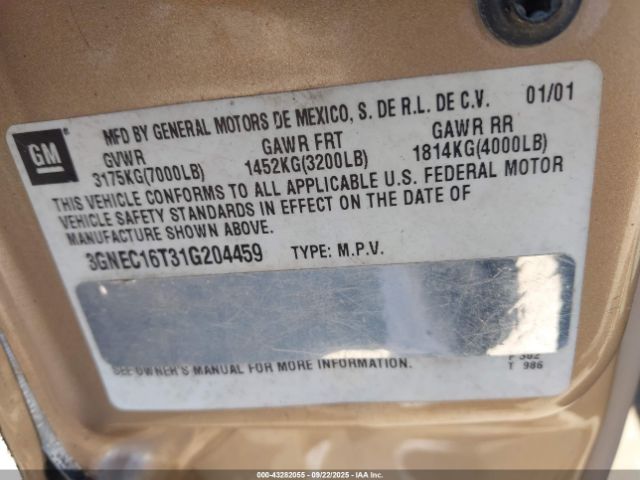 MFD BY GENERAL MOTORS DE MEXICO, S. DE R.L. DE C.V. 01/01
GM
GVWR GAWR FRT GAWR RR
3175KG(7000LB) 1452KG(3200LB) 1814KG(4000LB)
THIS VEHICLE CONFORMS TO ALL APPLICABLE U.S. FEDERAL MOTOR
VEHICLE SAFETY STANDARDS IN EFFECT ON THE DATE OF
MANUFACTURE SHOWN ABOVE.
3GNEC16T31G204459 TYPE: M.P.V.
SEE OWNER'S MANUAL FOR MORE INFORMATION.
T 986
000-43282055 - 09/22/2025 - IAA Inc.